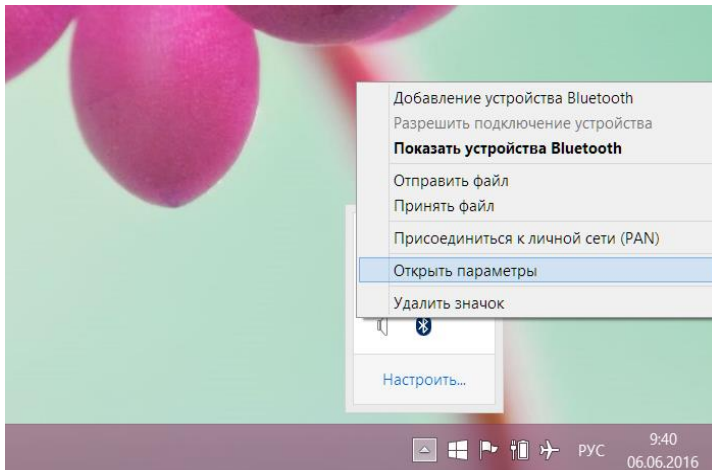 Добавление устройства Bluetooth
Разрешить подключение устройства
Показать устройства Bluetooth
Отправить файл
Принять файл
Присоединиться к личной сети (PAN)
Открыть параметры
Удалить значок
Настроить...
РУС
9:40
06.06.2016